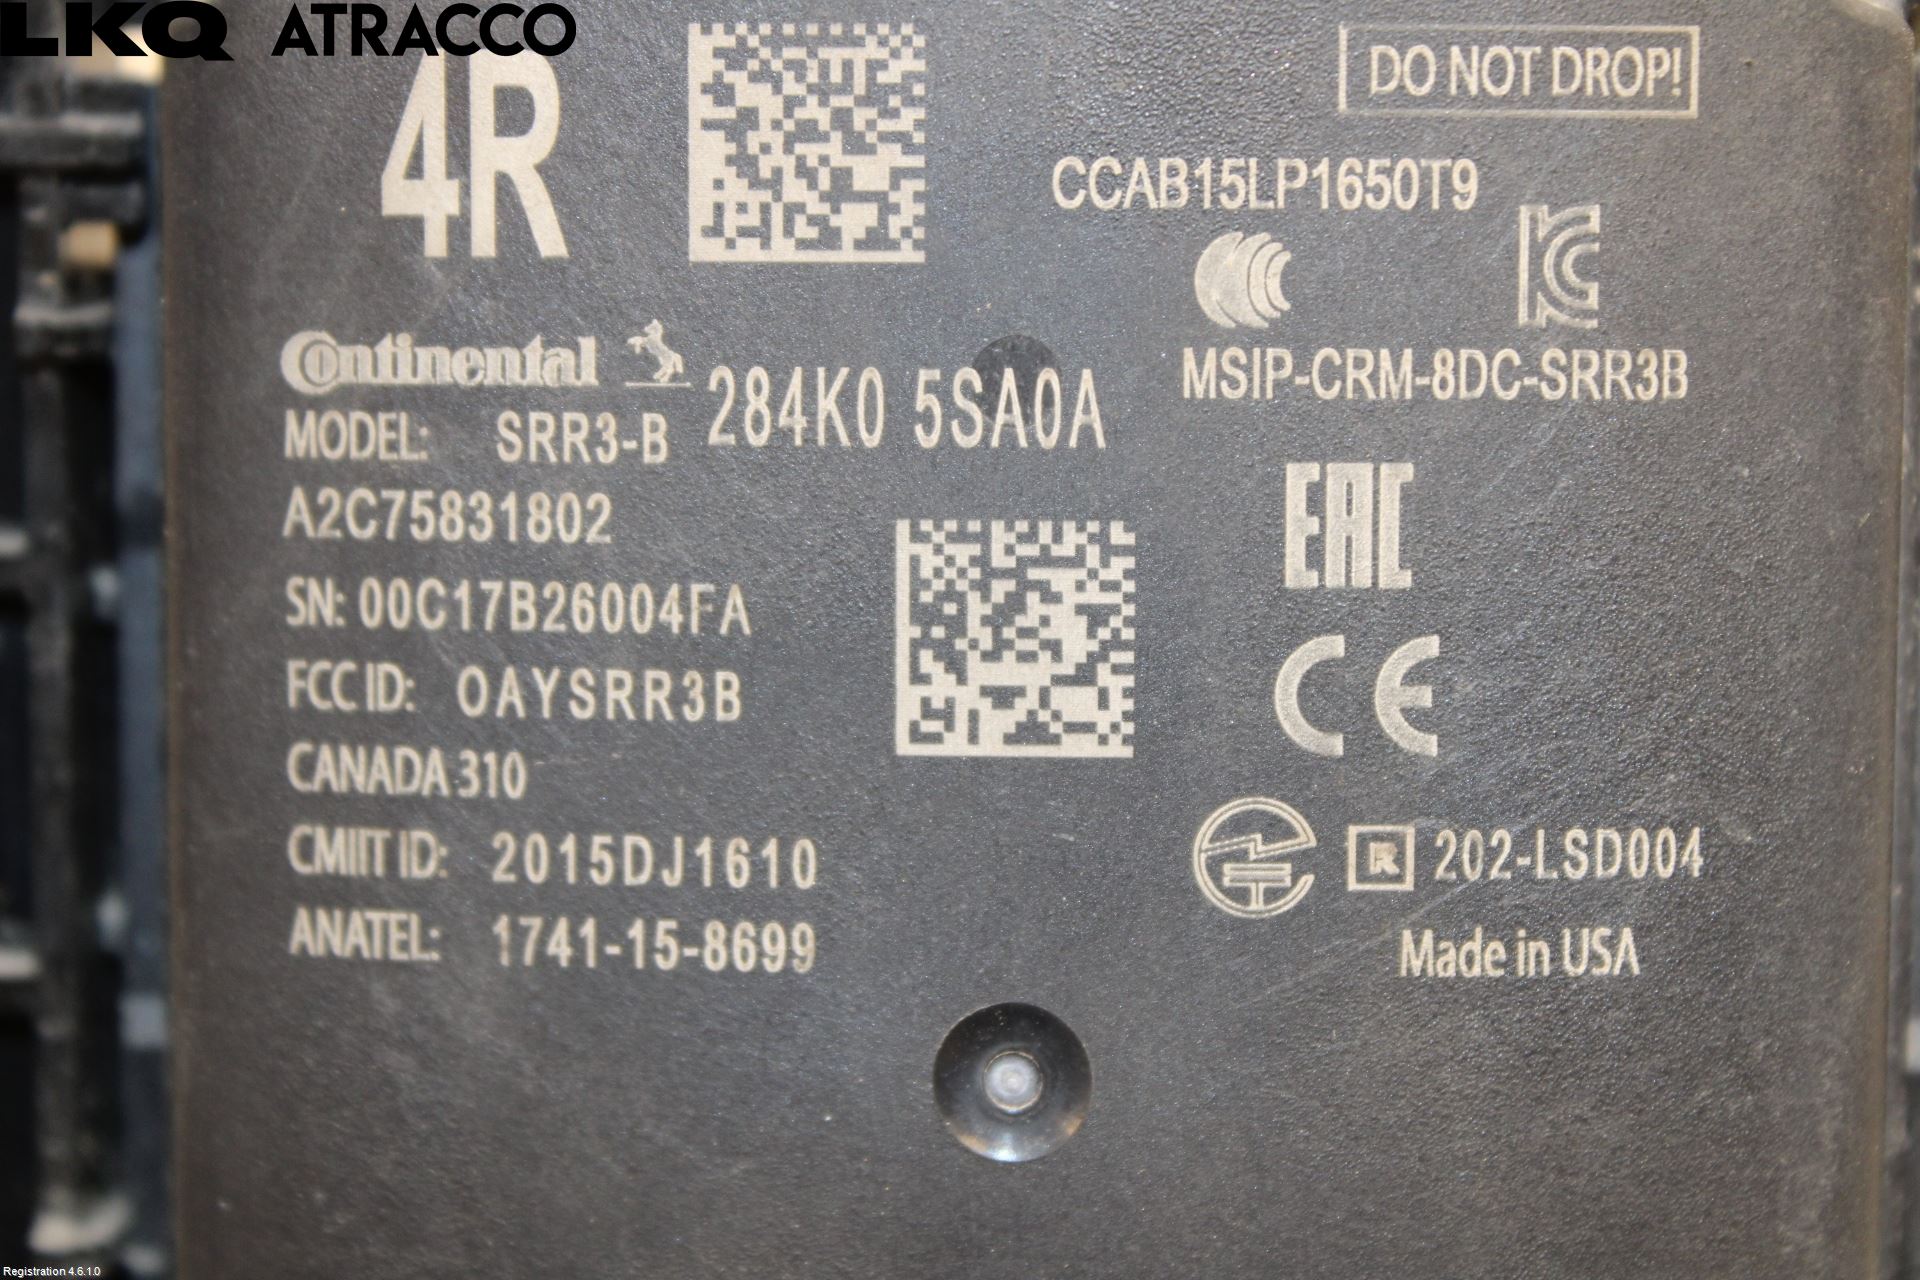 LKQ ATRACCO
4R
DO NOT DROP!
CCAB15LP1650T9
Continental
284K0 5SA0A
MSIP-CRM-8DC-SRR3B
MODEL: SRR3-B
A2C75831802
EAC
SN: 00C17B26004FA
CE
FCC ID: OAYSRR3B
CANADA 310
CMIIT ID: 2015DJ1610
R 202-LSD004
ANATEL: 1741-15-8699
Made in USA
Registration 4.6.1.0